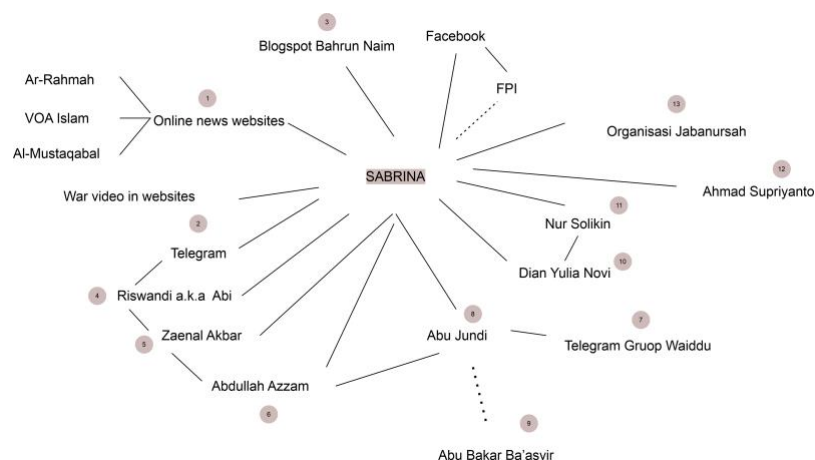 3
Facebook
Blogspot Bahrun Naim
Ar-Rahmah
FPI
1
13
VOA Islam
Online news websites
Organisasi Jabanursah
Al-Mustaqabal
12
SABRINA
Ahmad Supriyanto
War video in websites
11
2
Nur Solikin
Telegram
Dian Yulia Novi
10
4
Riswandi a.k.a Abi
8
7
5
Zaenal Akbar
Abu Jundi
Telegram Gruop Waiddu
Abdullah Azzam
6
9
Abu Bakar Ba'asvir